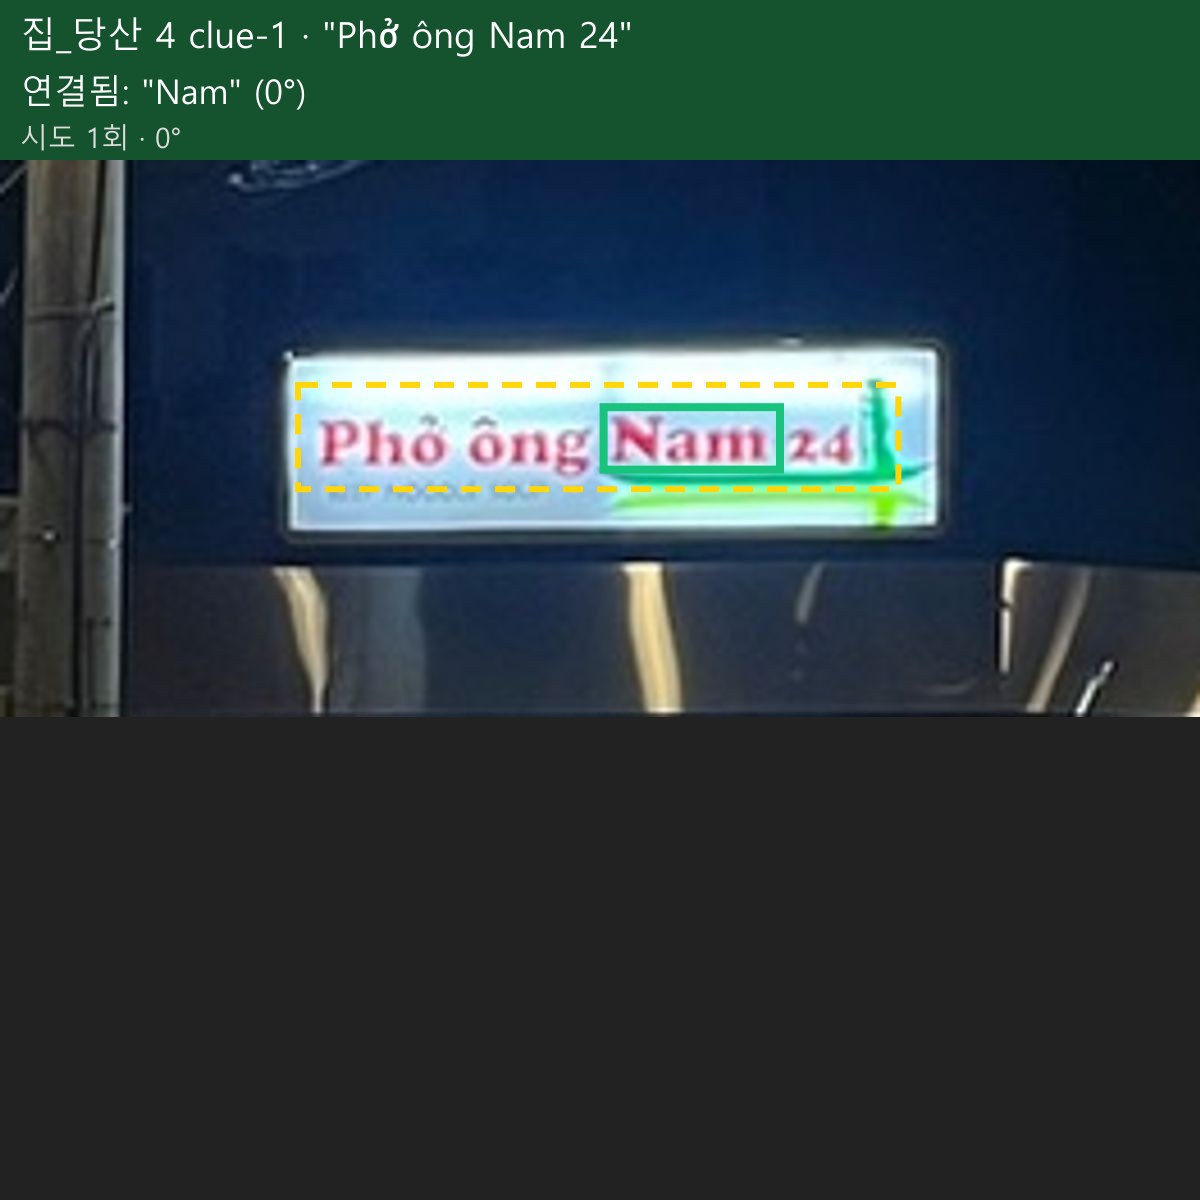 집_당산 4 clue-1 · "Phở ông Nam 24"
연결됨: "Nam" (0°)
시도 1회 · 0°
Phở ông Nam 24